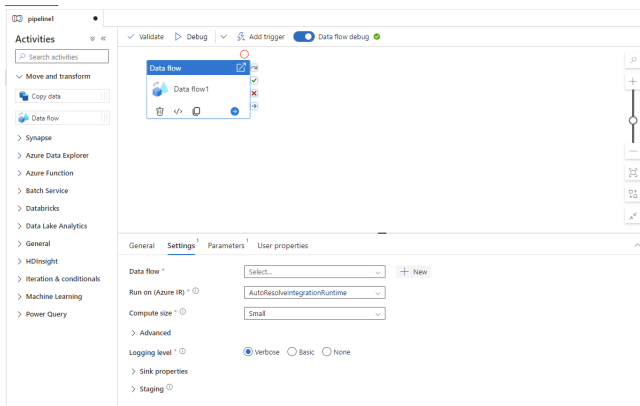 pipeline1
Activities
Search activities
Move and transform
Copy data
Data flow
Synapse
Azure Data Explorer
Azure Function
Batch Service
Databricks
Data Lake Analytics
General
HDInsight
Iteration & conditionals
Machine Learning
Power Query
Validate Debug Add trigger Data flow debug
Data flow
Data flow1
General Settings 1 Parameters 1 User properties
Data flow * Select... New
Run on (Azure IR) * AutoResolveIntegrationRuntime
Compute size * Small
Advanced
Logging level * Verbose Basic None
Sink properties
Staging